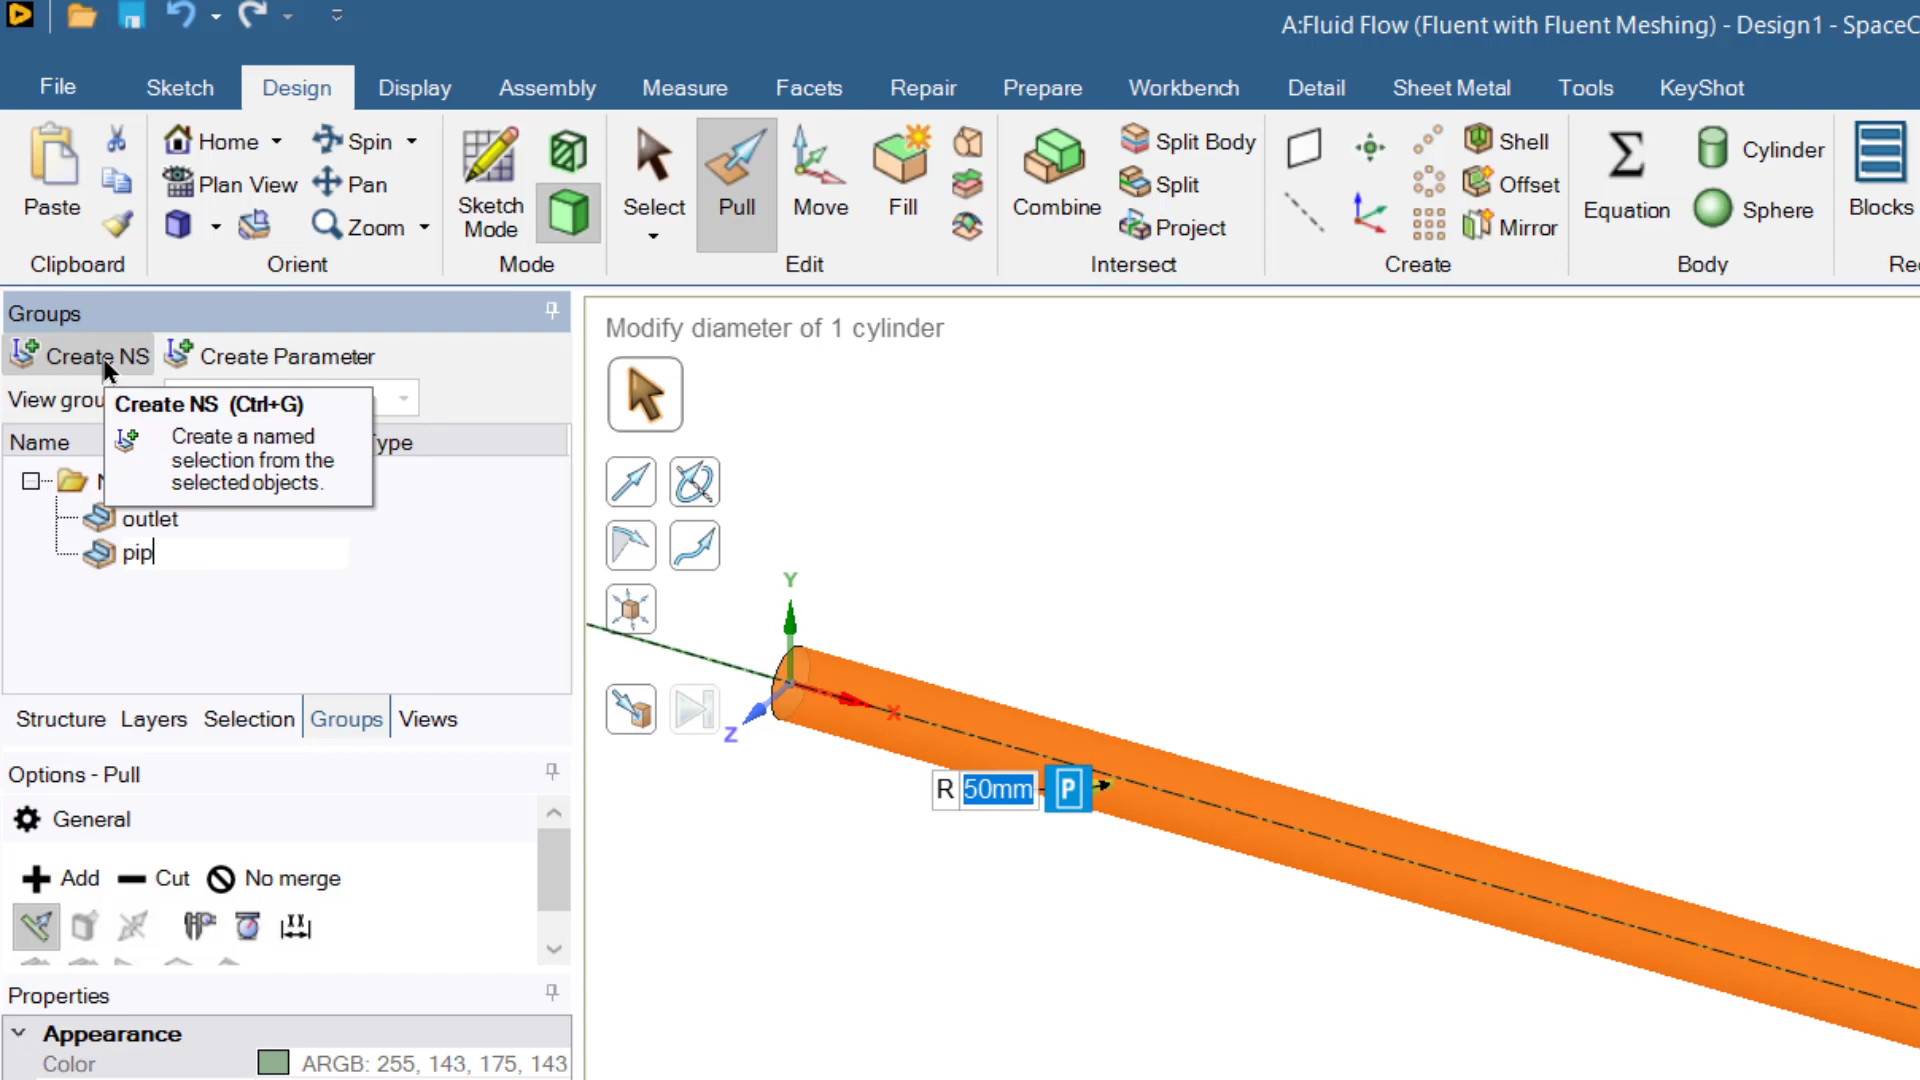 A:Fluid Flow (Fluent with Fluent Meshing) - Design1 - SpaceC
File Sketch Design Display Assembly Measure Facets Repair Prepare Workbench Detail Sheet Metal Tools KeyShot
Paste
Clipboard
Home Spin
Plan View Pan
Zoom
Orient
Sketch
Mode
Mode
Select Pull Move Fill
Edit
Combine
Split Body
Split
Project
Intersect
Shell
Offset
Mirror
Create
Equation
Cylinder
Sphere
Body
Blocks
Rec
Groups
Create NS Create Parameter
View grou
Create NS (Ctrl+G)
Create a named
selection from the
selected objects.
Name Type
N
outlet
pip
Structure Layers Selection Groups Views
Options - Pull
General
Add Cut No merge
Properties
Appearance
Color ARGB: 255, 143, 175, 143
Modify diameter of 1 cylinder
Y
X
Z
R 50mm P